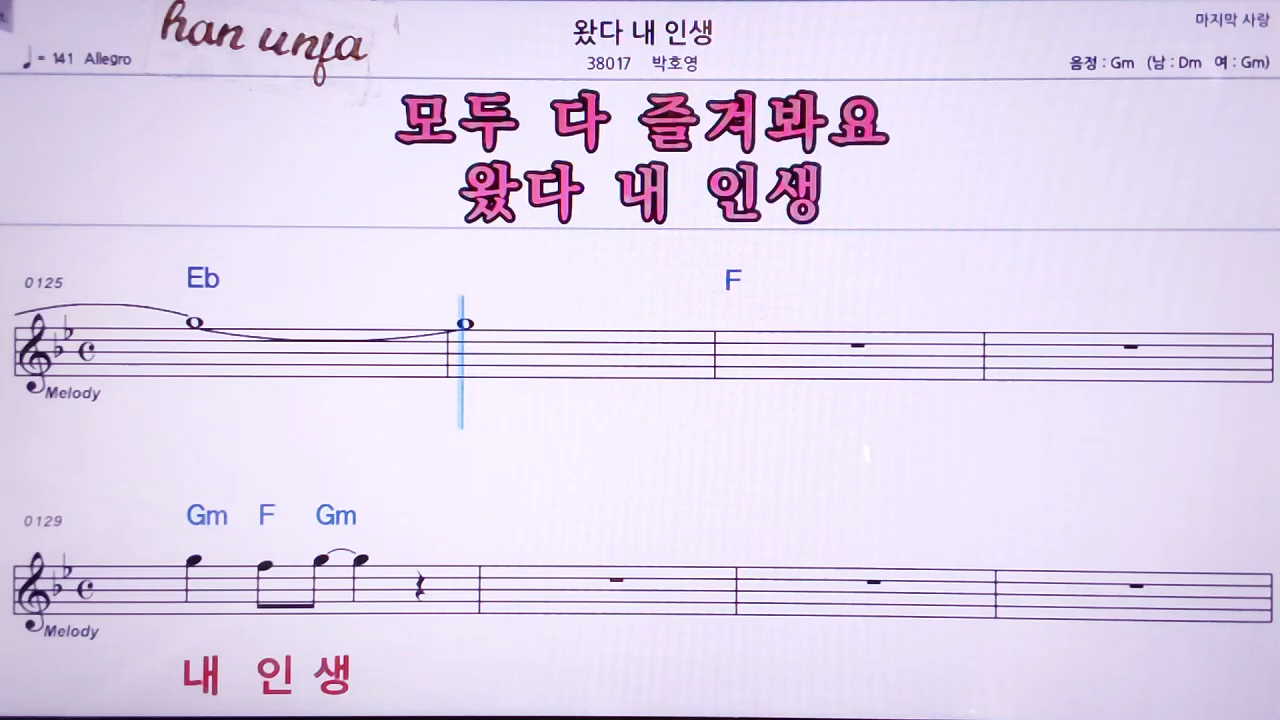 han unja
왔다 내 인생
마지막 사랑
♩= 141 Allegro
38017 박호영
음정 : Gm (남 : Dm 여 : Gm)
모두 다 즐겨봐요
왔다 내 인생
0125 Eb F
Melody
0129 Gm F Gm
Melody
내 인 생